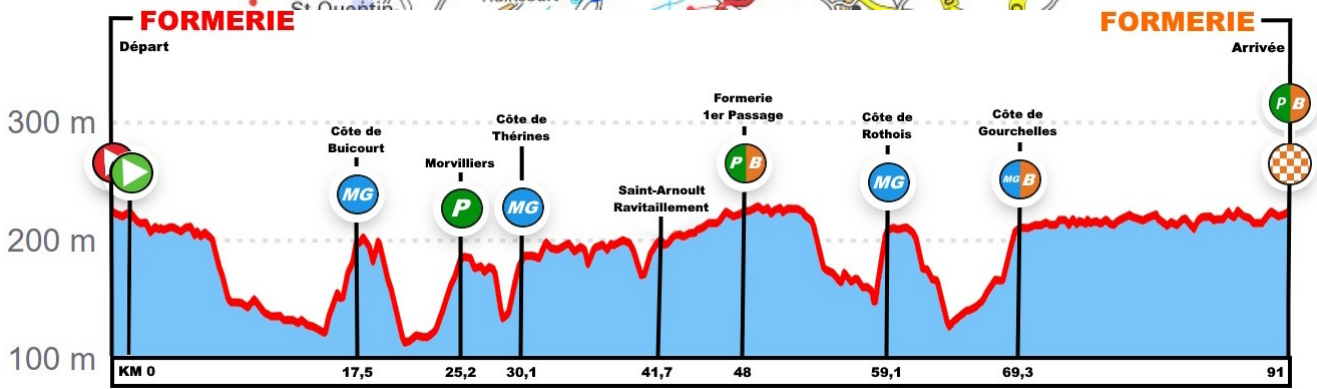 St-Quentin
FORMERIE
FORMERIE
Départ
Arrivée
Formerie
1er Passage
Côte de
Thérines
Côte de
Rothois
Côte de
Gourchelles
Côte de
Buicourt
Morvilliers
Saint-Arnoult
Ravitaillement
300 m
200 m
100 m
P B
P B
MG
P
MG
MG
MG B
KM 0
17,5
25,2
30,1
41,7
48
59,1
69,3
91